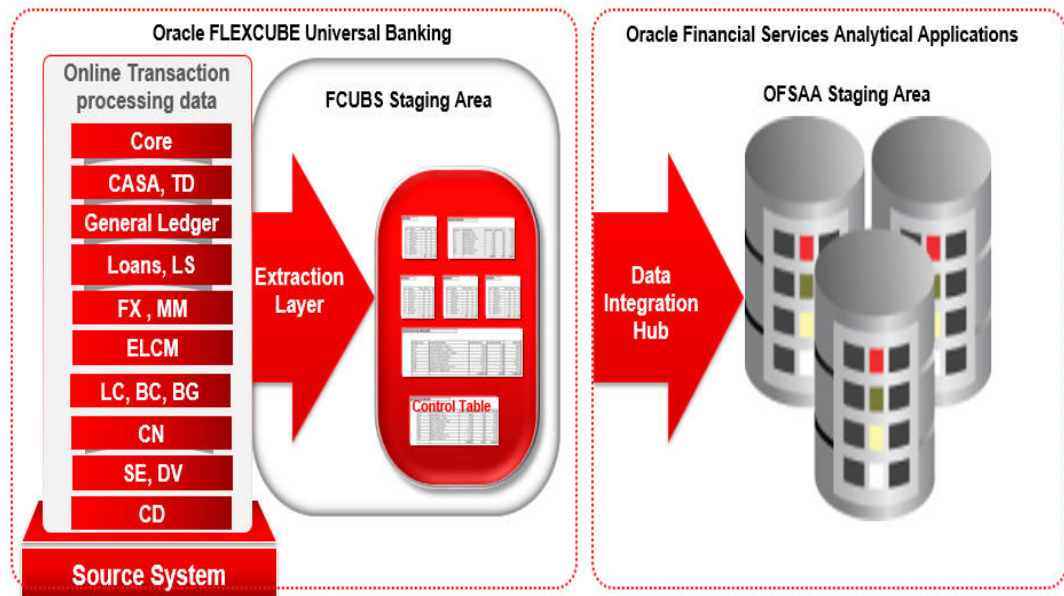 Oracle FLEXCUBE Universal Banking
Online Transaction
processing data
Core
CASA, TD
General Ledger
Loans, LS
FX , MM
ELCM
LC, BC, BG
CN
SE, DV
CD
Source System
Extraction
Layer
FCUBS Staging Area
Control Table
Oracle Financial Services Analytical Applications
Data
Integration
Hub
OFSAA Staging Area